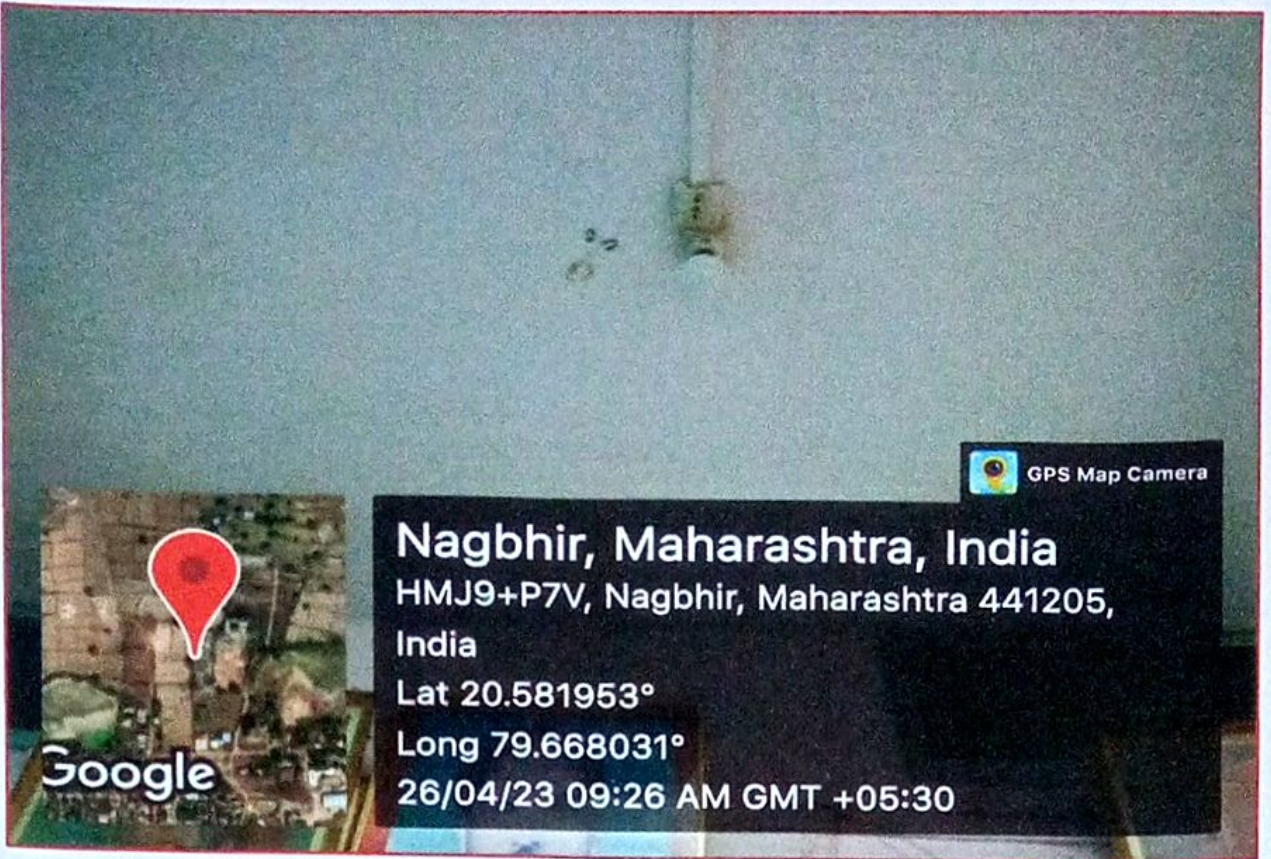 GPS Map Camera
Nagbhir, Maharashtra, India
HMJ9+P7V, Nagbhir, Maharashtra 441205,
India
Lat 20.581953°
Long 79.668031°
26/04/23 09:26 AM GMT +05:30
Google